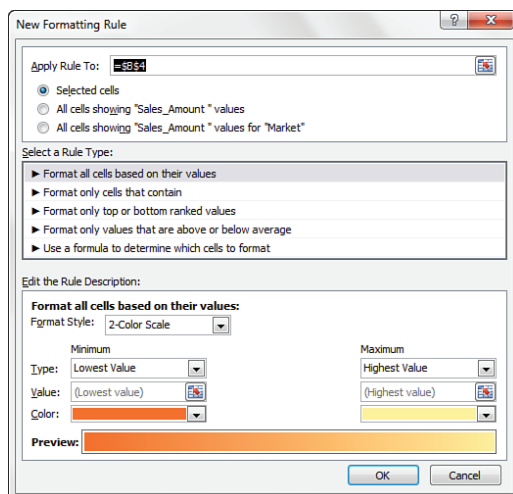 New Formatting Rule
Apply Rule To: =$B$4
Selected cells
All cells showing "Sales_Amount " values
All cells showing "Sales_Amount " values for "Market"
Select a Rule Type:
► Format all cells based on their values
► Format only cells that contain
► Format only top or bottom ranked values
► Format only values that are above or below average
► Use a formula to determine which cells to format
Edit the Rule Description:
Format all cells based on their values:
Format Style: 2-Color Scale
Minimum Maximum
Type: Lowest Value Highest Value
Value: (Lowest value) (Highest value)
Color:
Preview:
OK Cancel